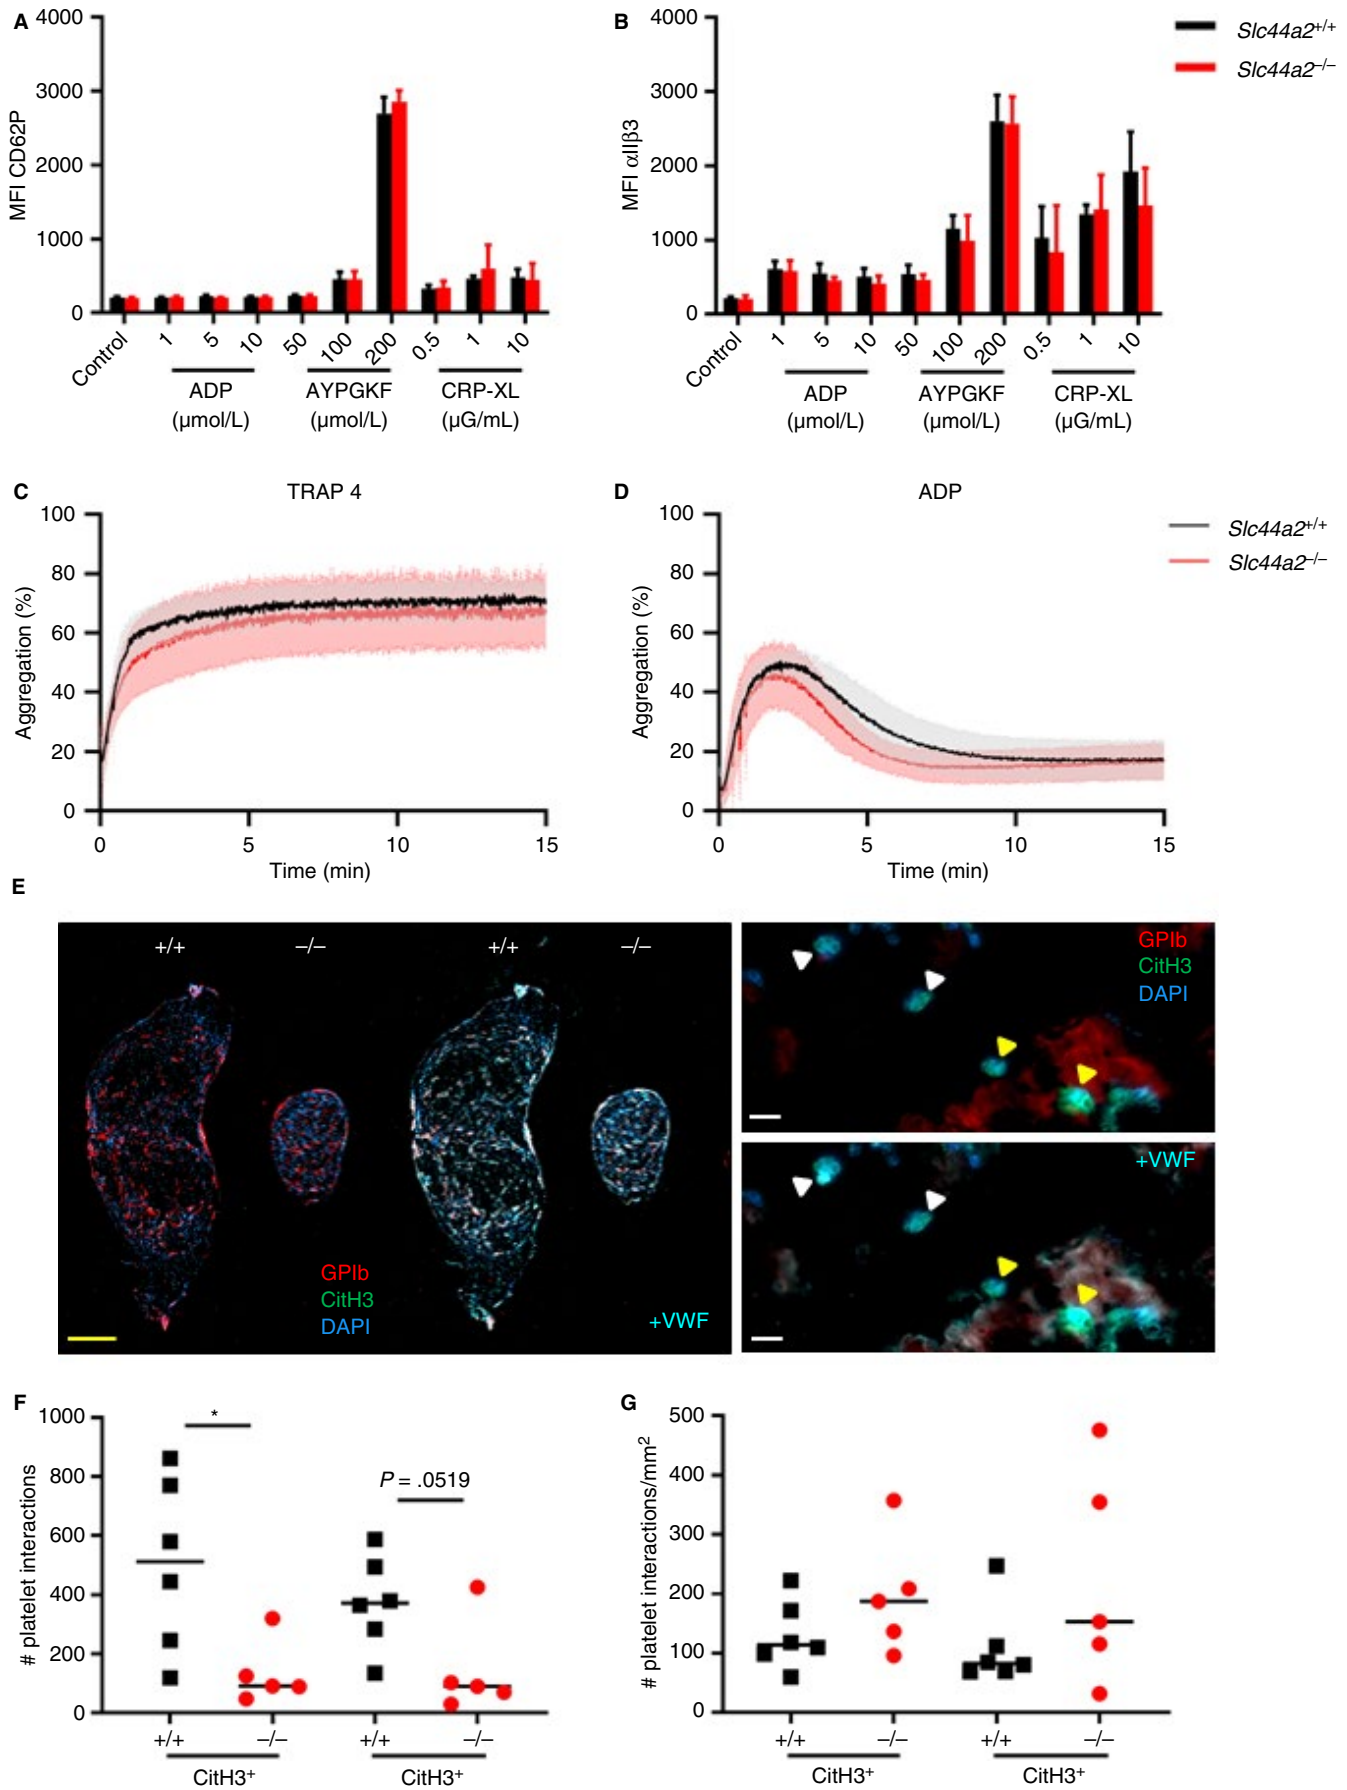 A
4000
3000
2000
1000
0
MFI CD62P
Control
1
5
10
50
100
200
0.5
1
10
ADP
(µmol/L)
AYPGKF
(µmol/L)
CRP-XL
(µG/mL)
B
4000
3000
2000
1000
0
MFI αIIβ3
Control
1
5
10
50
100
200
0.5
1
10
ADP
(µmol/L)
AYPGKF
(µmol/L)
CRP-XL
(µG/mL)
Slc44a2+/+
Slc44a2–/–
C
TRAP 4
100
80
60
40
20
0
Aggregation (%)
0
5
10
15
Time (min)
D
ADP
100
80
60
40
20
0
Aggregation (%)
0
5
10
15
Time (min)
Slc44a2+/+
Slc44a2–/–
E
+/+
–/–
+/+
–/–
GPIb
CitH3
DAPI
+VWF
GPIb
CitH3
DAPI
+VWF
F
1000
800
600
400
200
0
# platelet interactions
*
P = .0519
+/+
–/–
+/+
–/–
CitH3+
CitH3+
G
500
400
300
200
100
0
# platelet interactions/mm2
+/+
–/–
+/+
–/–
CitH3+
CitH3+